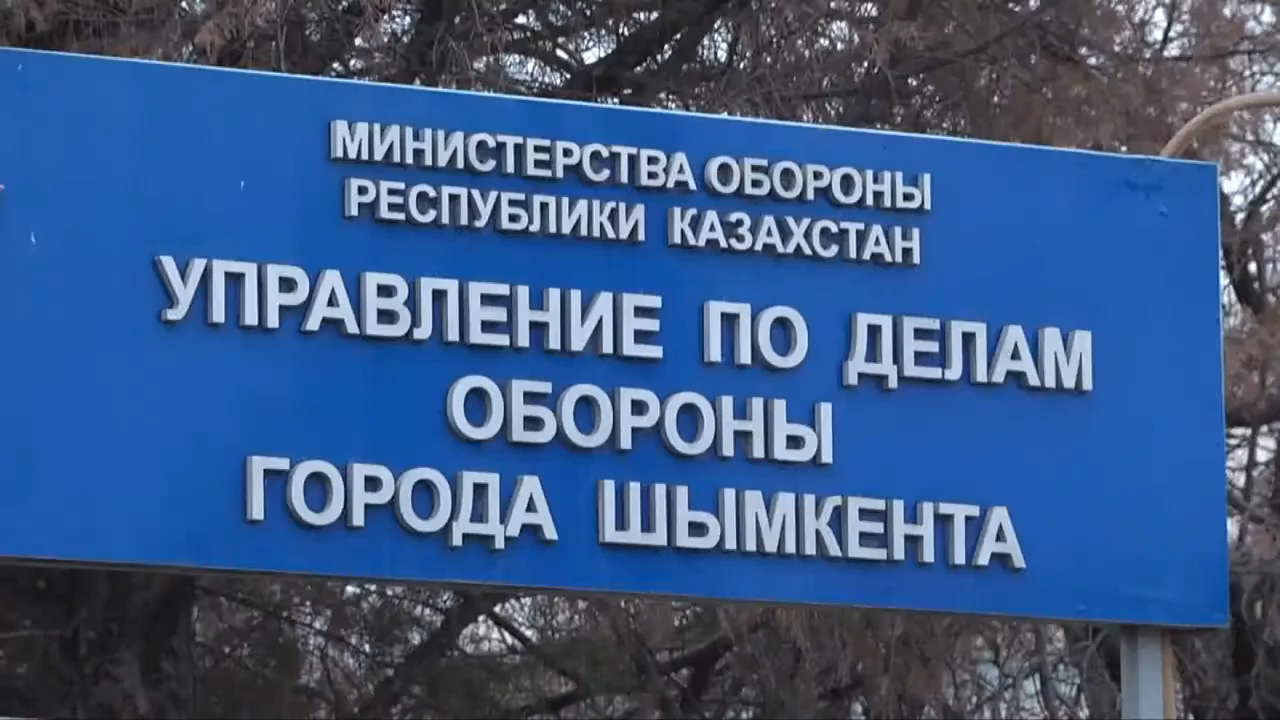 МИНИСТЕРСТВА ОБОРОНЫ
РЕСПУБЛИКИ КАЗАХСТАН
УПРАВЛЕНИЕ ПО ДЕЛАМ
ОБОРОНЫ
ГОРОДА ШЫМКЕНТА